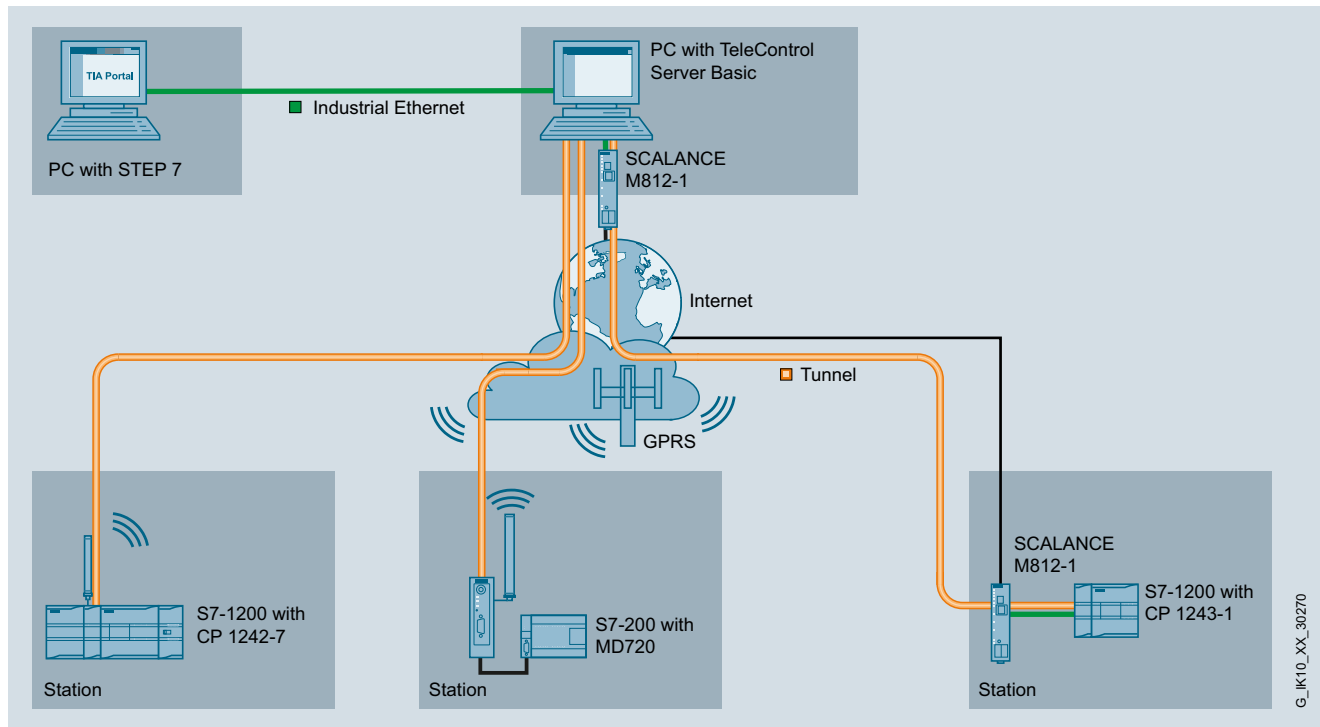 TIA Portal
PC with TeleControl
Server Basic
Industrial Ethernet
PC with STEP 7
SCALANCE
M812-1
Internet
Tunnel
GPRS
SCALANCE
M812-1
S7-1200 with
CP 1242-7
S7-200 with
MD720
S7-1200 with
CP 1243-1
Station
Station
Station
G_IK10_XX_30270